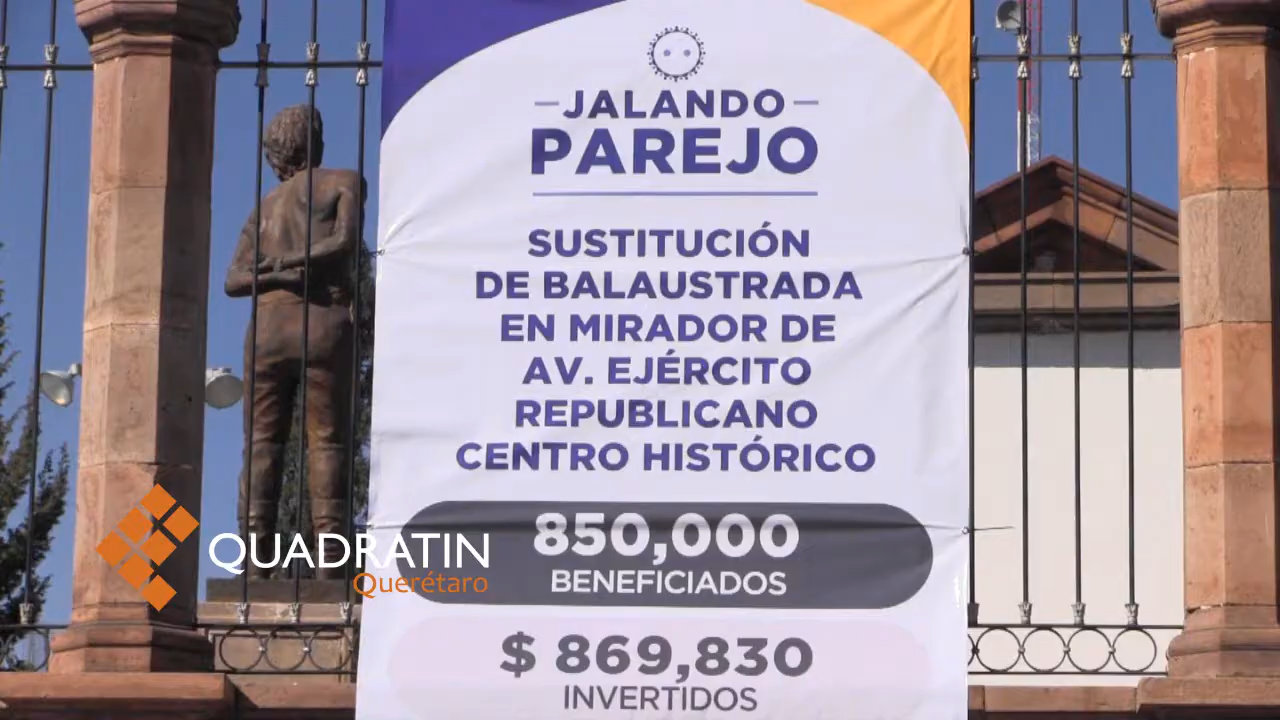 JALANDO
PAREJO
SUSTITUCIÓN
DE BALAUSTRADA
EN MIRADOR DE
AV. EJÉRCITO
REPUBLICANO
CENTRO HISTÓRICO
850,000
BENEFICIADOS
QUADRATIN
Querétaro
$ 869,830
INVERTIDOS